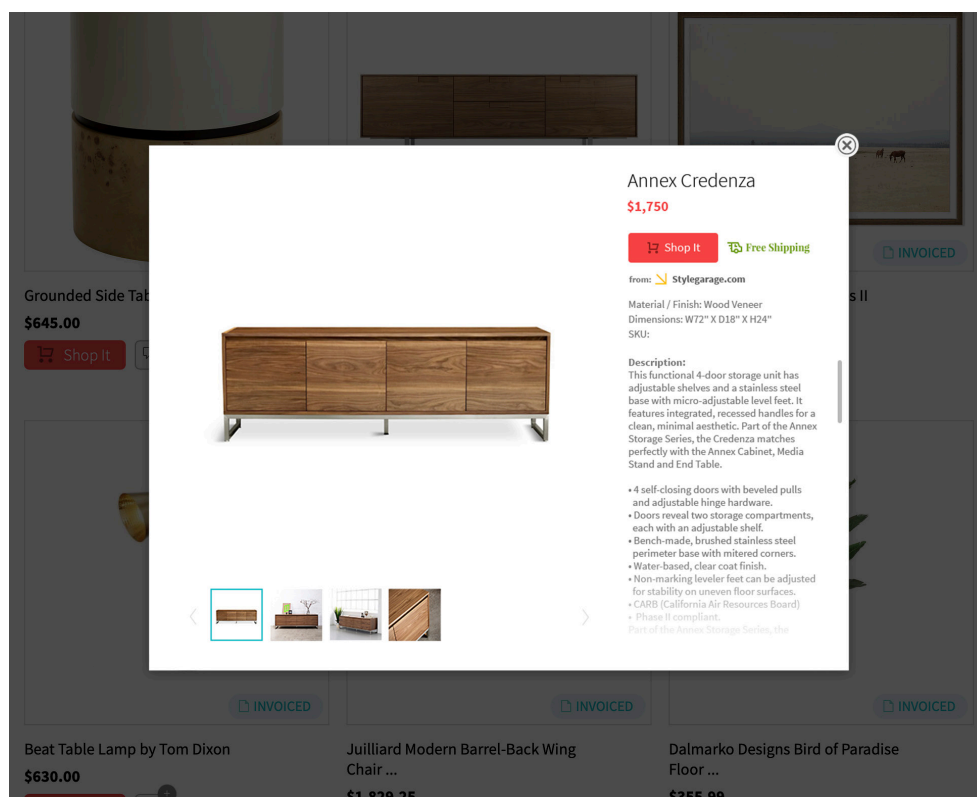 Annex Credenza
$1,750
Shop It
Free Shipping
from: Stylegarage.com
Material / Finish: Wood Veneer
Dimensions: W72" X D18" X H24"
SKU:
Description:
This functional 4-door storage unit has
adjustable shelves and a stainless steel
base with micro-adjustable level feet. It
features integrated, recessed handles for a
clean, minimal aesthetic. Part of the Annex
Storage Series, the Credenza matches
perfectly with the Annex Cabinet, Media
Stand and End Table.
• 4 self-closing doors with beveled pulls
and adjustable hinge hardware.
• Doors reveal two storage compartments,
each with an adjustable shelf.
• Bench-made, brushed stainless steel
perimeter base with mitered corners.
• Water-based, clear coat finish.
• Non-marking leveler feet can be adjusted
for stability on uneven floor surfaces.
• CARB (California Air Resources Board)
• Phase II compliant.
Part of the Annex Storage Series, the
INVOICED
Grounded Side Tab
$645.00
Shop It
s II
INVOICED
INVOICED
INVOICED
Beat Table Lamp by Tom Dixon
$630.00
Juilliard Modern Barrel-Back Wing
Chair ...
$1,829.25
Dalmarko Designs Bird of Paradise
Floor ...
$355.99